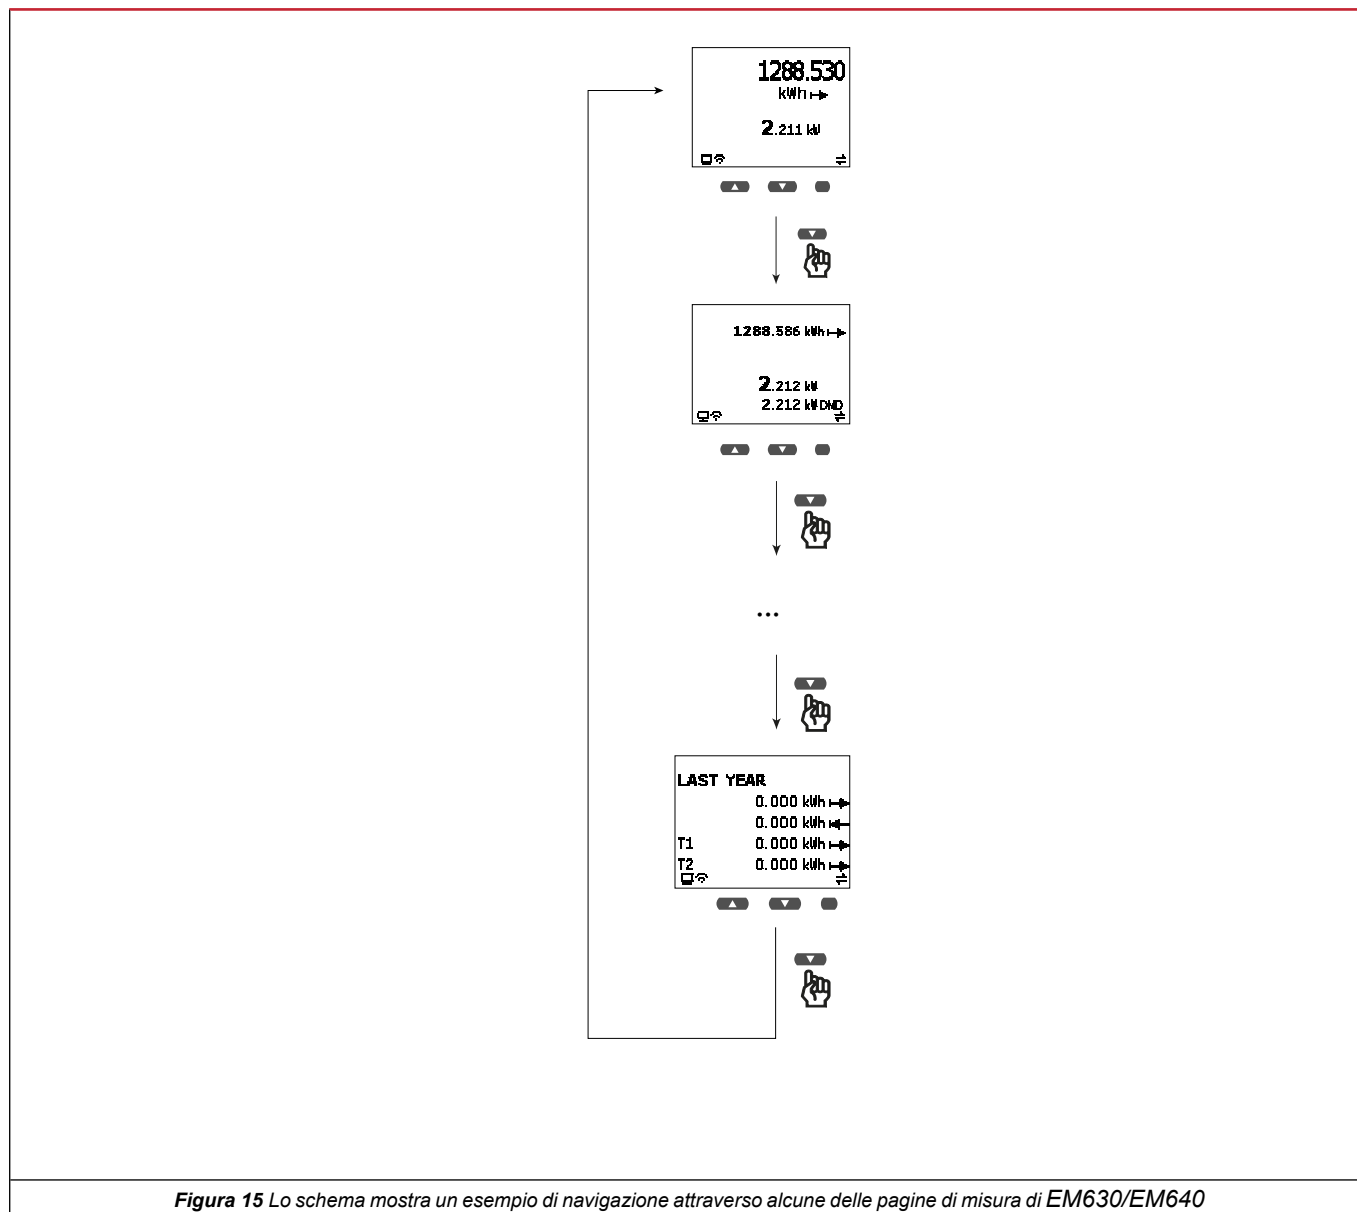 1288.530
kWh
2.211 kW
1288.586 kWh
2.212 kW
2.212 kW DMD
...
LAST YEAR
0.000 kWh
0.000 kWh
T1 0.000 kWh
T2 0.000 kWh
Figura 15 Lo schema mostra un esempio di navigazione attraverso alcune delle pagine di misura di EM630/EM640